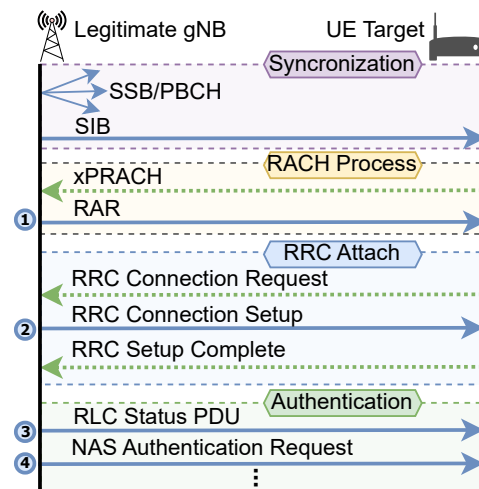 Legitimate gNB
UE Target
Syncronization
SSB/PBCH
SIB
RACH Process
xPRACH
1
RAR
RRC Attach
RRC Connection Request
2
RRC Connection Setup
RRC Setup Complete
Authentication
RLC Status PDU
3
NAS Authentication Request
4